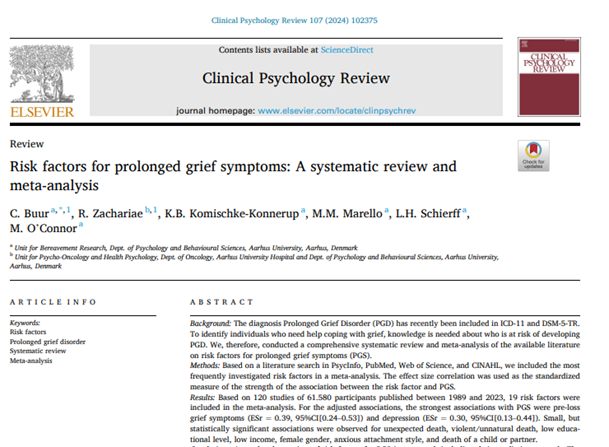 Clinical Psychology Review 107 (2024) 102375
Contents lists available at ScienceDirect
Clinical Psychology Review
journal homepage: www.elsevier.com/locate/clinpsychrev
ELSEVIER
CLINICAL
PSYCHOLOGY
REVIEW
Review
Risk factors for prolonged grief symptoms: A systematic review and
meta-analysis
Check for
updates
C. Buur a,*,1, R. Zachariae b,1, K.B. Komischke-Konnerup a, M.M. Marello a, L.H. Schierff a,
M. O`Connor a
a Unit for Bereavement Research, Dept. of Psychology and Behavioural Sciences, Aarhus University, Aarhus, Denmark
b Unit for Psycho-Oncology and Health Psychology, Dept. of Oncology, Aarhus University Hospital and Dept. of Psychology and Behavioural Sciences, Aarhus University,
Aarhus, Denmark
ARTICLE INFO
Keywords:
Risk factors
Prolonged grief disorder
Systematic review
Meta-analysis
ABSTRACT
Background: The diagnosis Prolonged Grief Disorder (PGD) has recently been included in ICD-11 and DSM-5-TR.
To identify individuals who need help coping with grief, knowledge is needed about who is at risk of developing
PGD. We, therefore, conducted a comprehensive systematic review and meta-analysis of the available literature
on risk factors for prolonged grief symptoms (PGS).
Methods: Based on a literature search in PsycInfo, PubMed, Web of Science, and CINAHL, we included the most
frequently investigated risk factors in a meta-analysis. The effect size correlation was used as the standardized
measure of the strength of the association between the risk factor and PGS.
Results: Based on 120 studies of 61.580 participants published between 1989 and 2023, 19 risk factors were
included in the meta-analysis. For the adjusted associations, the strongest associations with PGS were pre-loss
grief symptoms (ESr = 0.39, 95%CI[0.24–0.53]) and depression (ESr = 0.30, 95%CI[0.13–0.44]). Small, but
statistically significant associations were observed for unexpected death, violent/unnatural death, low educa-
tional level, low income, female gender, anxious attachment style, and death of a child or partner.